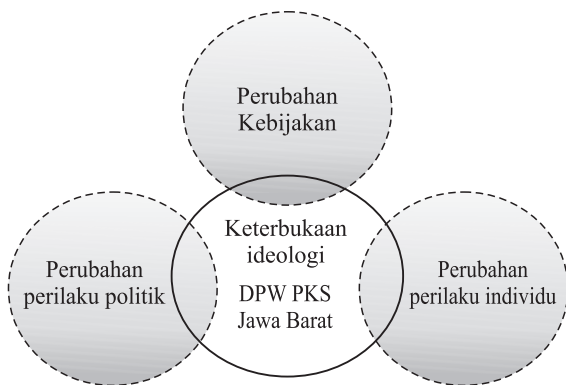 Perubahan
Kebijakan
Keterbukaan
ideologi
DPW PKS
Jawa Barat
Perubahan
perilaku politik
Perubahan
perilaku individu